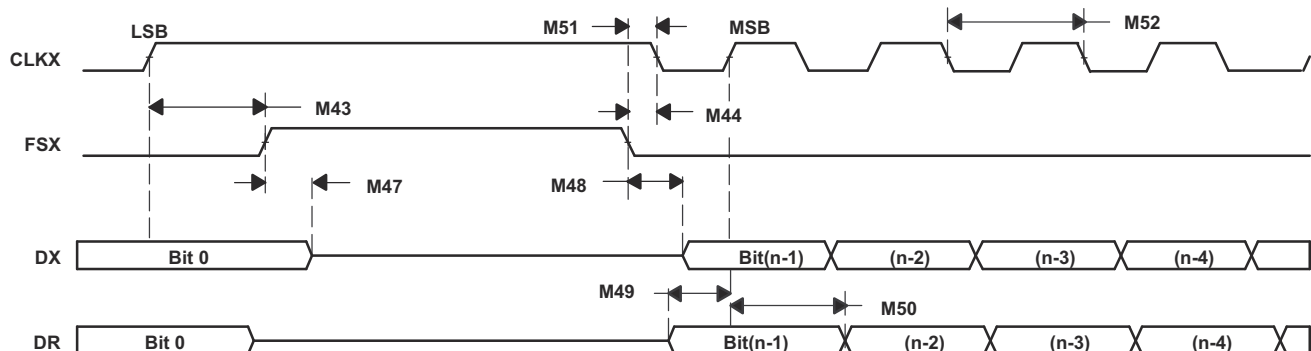 LSB M51 MSB M52
CLKX
M43 M44
FSX
M47 M48
DX Bit 0 Bit(n-1) (n-2) (n-3) (n-4)
M49 M50
DR Bit 0 Bit(n-1) (n-2) (n-3) (n-4)